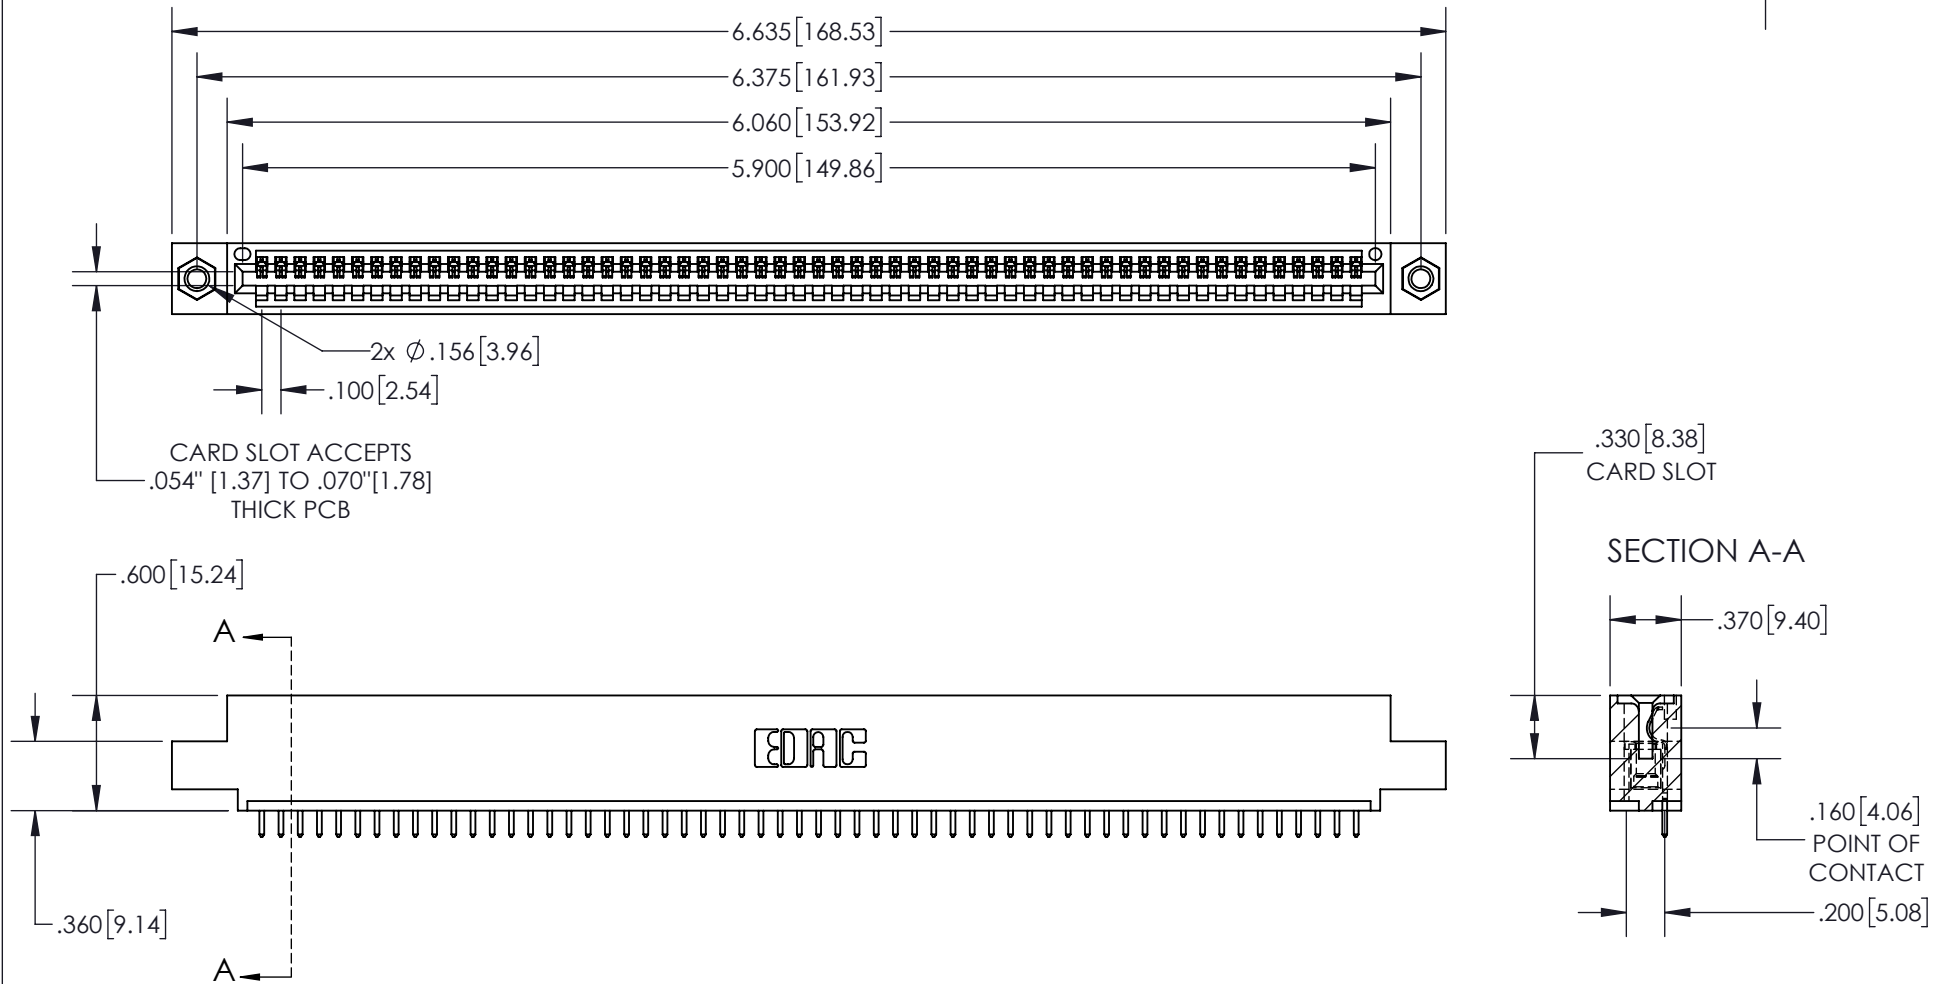 6.635[168.53]
6.375[161.93]
6.060[153.92]
5.900[149.86]
2x ∅.156[3.96]
.100[2.54]
CARD SLOT ACCEPTS
.054" [1.37] TO .070"[1.78]
THICK PCB
.330[8.38]
CARD SLOT
SECTION A-A
.600[15.24]
.370[9.40]
A
EDAC
.160[4.06]
POINT OF
CONTACT
.200[5.08]
.360[9.14]
A